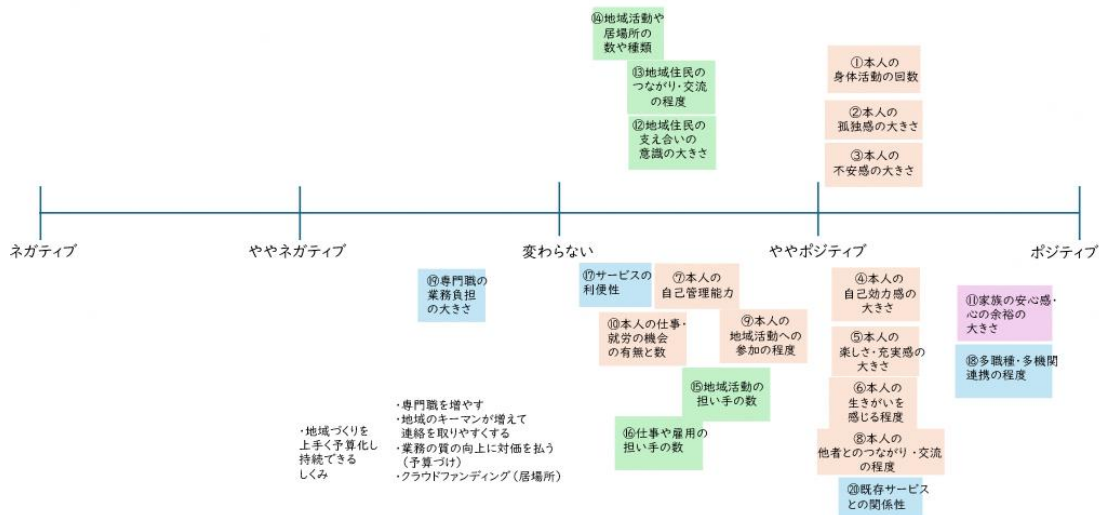 ⑭地域活動や
居場所の
数や種類
⑬地域住民の
つながり・交流
の程度
⑫地域住民の
支え合いの
意識の大きさ
①本人の
身体活動の回数
②本人の
孤独感の大きさ
③本人の
不安感の大きさ
ネガティブ
ややネガティブ
変わらない
ややポジティブ
ポジティブ
⑲専門職の
業務負担
の大きさ
⑰サービスの
利便性
⑦本人の
自己管理能力
⑩本人の仕事・
就労の機会
の有無と数
⑨本人の
地域活動への
参加の程度
④本人の
自己効力感の
大きさ
⑤本人の
楽しさ・充実感の
大きさ
⑥本人の
生きがいを
感じる程度
⑧本人の
他者とのつながり・交流
の程度
⑳既存サービス
との関係性
⑪家族の安心感・
心の余裕の
大きさ
⑱多職種・多機関
連携の程度
⑮地域活動の
担い手の数
⑯仕事や雇用の
担い手の数
・地域づくりを
上手く予算化し
持続できる
しくみ
・専門職を増やす
・地域のキーマンが増えて
連絡を取りやすくする
・業務の質の向上に対価を払う
(予算づけ)
・クラウドファンディング(居場所)